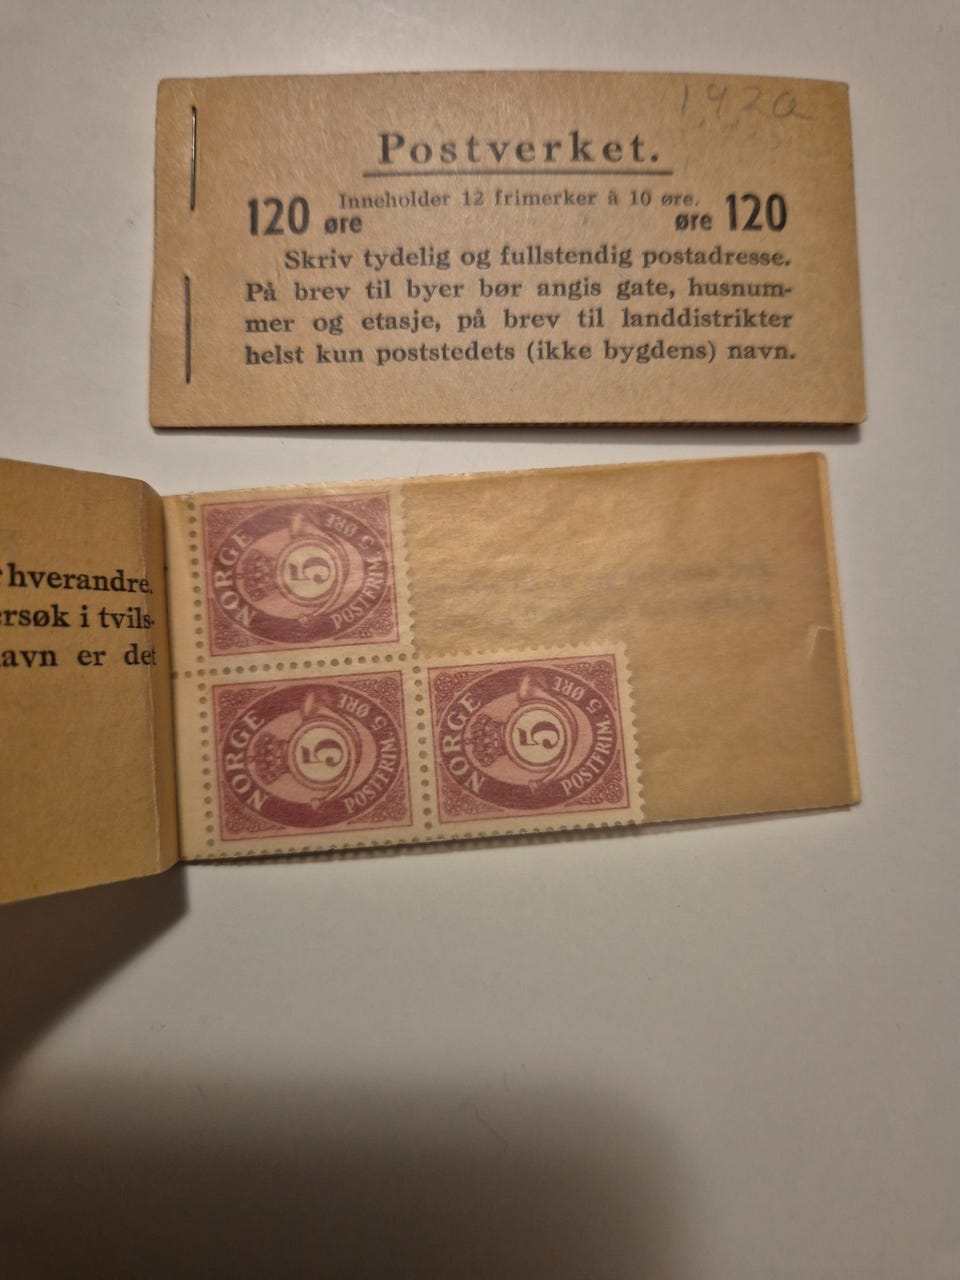 192
Postverket.
Inneholder 12 frimerker à 10 øre.
120 øre øre 120
Skriv tydelig og fullstendig postadresse.
På brev til byer bør angis gate, husnum-
mer og etasje, på brev til landdistrikter
helst kun poststedets (ikke bygdens) navn.
hverandre.
ersøk i tvils-
avn er det
NORGE 5 POSTFRIM. 5 ØRE
NORGE 5 POSTFRIM. 5 ØRE
NORGE 5 POSTFRIM. 5 ØRE